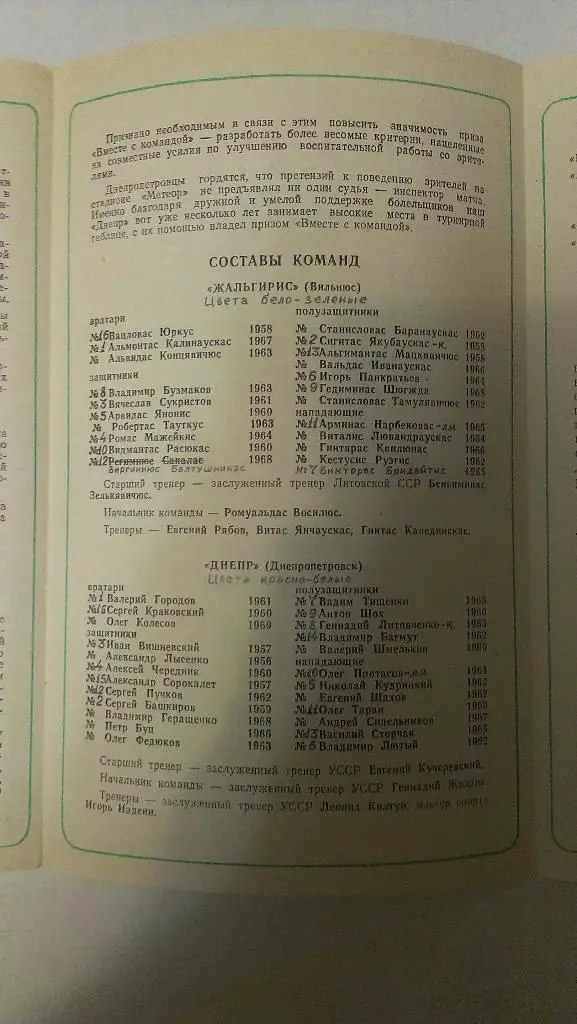 Признано необходимым в связи с этим повысить значимость приза
«Вместе с командой» — разработать более весомые критерии, нацеленные
на совместные усилия по улучшению воспитательной работы со зрите-
лями.
Днепропетровцы гордятся, что претензий к поведению зрителей на
стадионе «Метеор» не предъявлял ни один судья — инспектор матча.
Именно благодаря дружной и умелой поддержке болельщиков наш
«Днепр» вот уже несколько лет занимает высокие места в турнирной
таблице, с их помощью владел призом «Вместе с командой».
СОСТАВЫ КОМАНД
«ЖАЛЬГИРИС» (Вильнюс)
Цвета бело-зеленые
вратари
№16 Вацловас Юркус 1958
№1 Альмонтас Калинаускас 1967
№ Альвидас Концявичюс 1963
защитники
№8 Владимир Бузмаков 1963
№3 Вячеслав Сукристов 1961
№5 Арвидас Янонис 1960
№ Робертас Тауткус 1963
№4 Ромас Мажейкис 1964
№10 Видмантас Расюкас 1960
№12 Регимиюс Сакалас 1968
Виргиниюс Балтушникас
полузащитники
№ Станисловас Баранаускас 1962
№2 Сигитас Якубаускас-к. 1958
№13 Альгимантас Мацкявичюс 1958
№ Вальдас Иванаускас 1966
№6 Игорь Панкратьев 1964
№9 Гедиминас Шюгжда 1968
№ Станисловас Тамулявичюс 1962
нападающие
№11 Арминас Нарбековас-л.м. 1965
№ Виталис Лювандраускас 1964
№ Гинтарас Квилюнас 1966
№ Кестусис Рузгис 1962
№7 Викторас Бридайтис 1965
Старший тренер — заслуженный тренер Литовской ССР Беньяминас
Зелькявичюс.
Начальник команды — Ромуальдас Восилюс.
Тренеры — Евгений Рябов, Витас Янчаускас, Гинтас Калединскас.
«ДНЕПР» (Днепропетровск)
Цвета красно-белые
вратари
№1 Валерий Городов 1961
№16 Сергей Краковский 1960
№ Олег Колесов 1969
защитники
№3 Иван Вишневский 1957
№ Александр Лысенко 1956
№4 Алексей Чередник 1960
№15 Александр Сорокалет 1957
№12 Сергей Пучков 1962
№2 Сергей Башкиров 1959
№ Владимир Геращенко 1968
№ Петр Буц 1966
№ Олег Федюков 1963
полузащитники
№7 Вадим Тищенко 1963
№9 Антон Шох 1960
№8 Геннадий Литовченко-к. 1963
№14 Владимир Багмут 1962
№ Валерий Шмелькин 1960
нападающие
№10 Олег Протасов-л.м. 1964
№5 Николай Кудрицкий 1962
№ Евгений Шахов 1962
№11 Олег Таран 1960
№ Андрей Сидельников 1967
№13 Василий Сторчак 1965
№6 Владимир Лютый 1962
Старший тренер — заслуженный тренер УССР Евгений Кучеревский.
Начальник команды — заслуженный тренер УССР Геннадий Жиздик.
Тренеры — заслуженный тренер УССР Леонид Колтун, мастер спорта
Игорь Надеин.